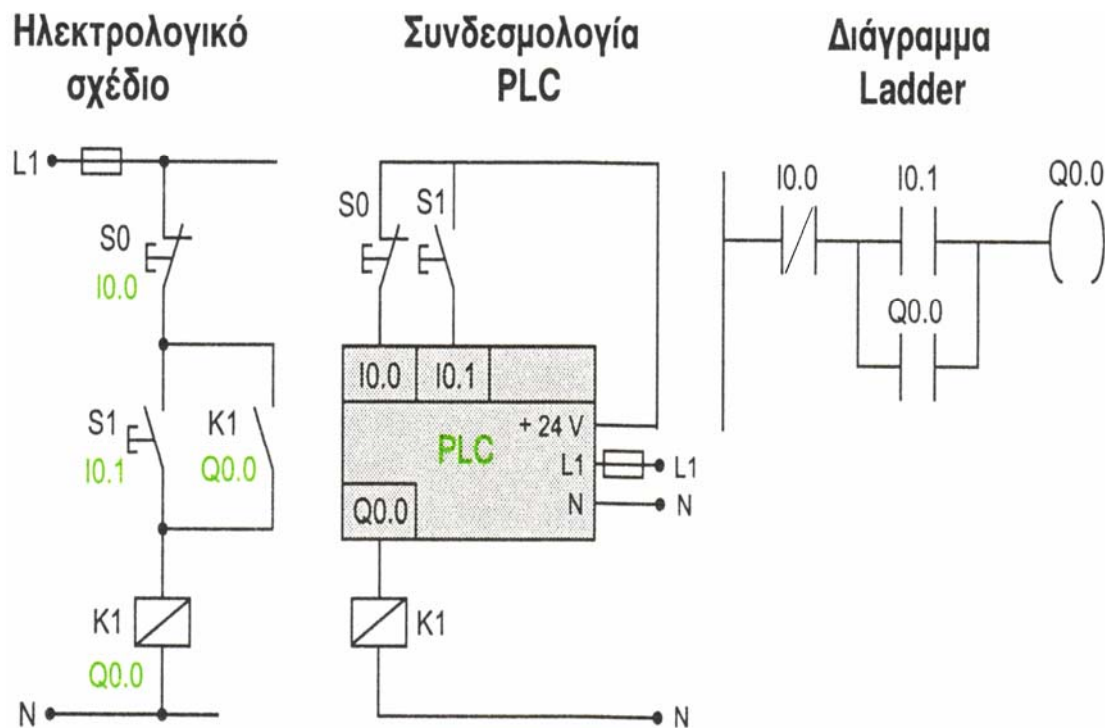 Ηλεκτρολογικό
σχέδιο
L1
S0
I0.0
S1
I0.1
K1
Q0.0
K1
Q0.0
N
Συνδεσμολογία
PLC
S0
S1
I0.0
I0.1
+ 24 V
PLC
L1
L1
N
N
Q0.0
K1
N
Διάγραμμα
Ladder
I0.0
I0.1
Q0.0
Q0.0